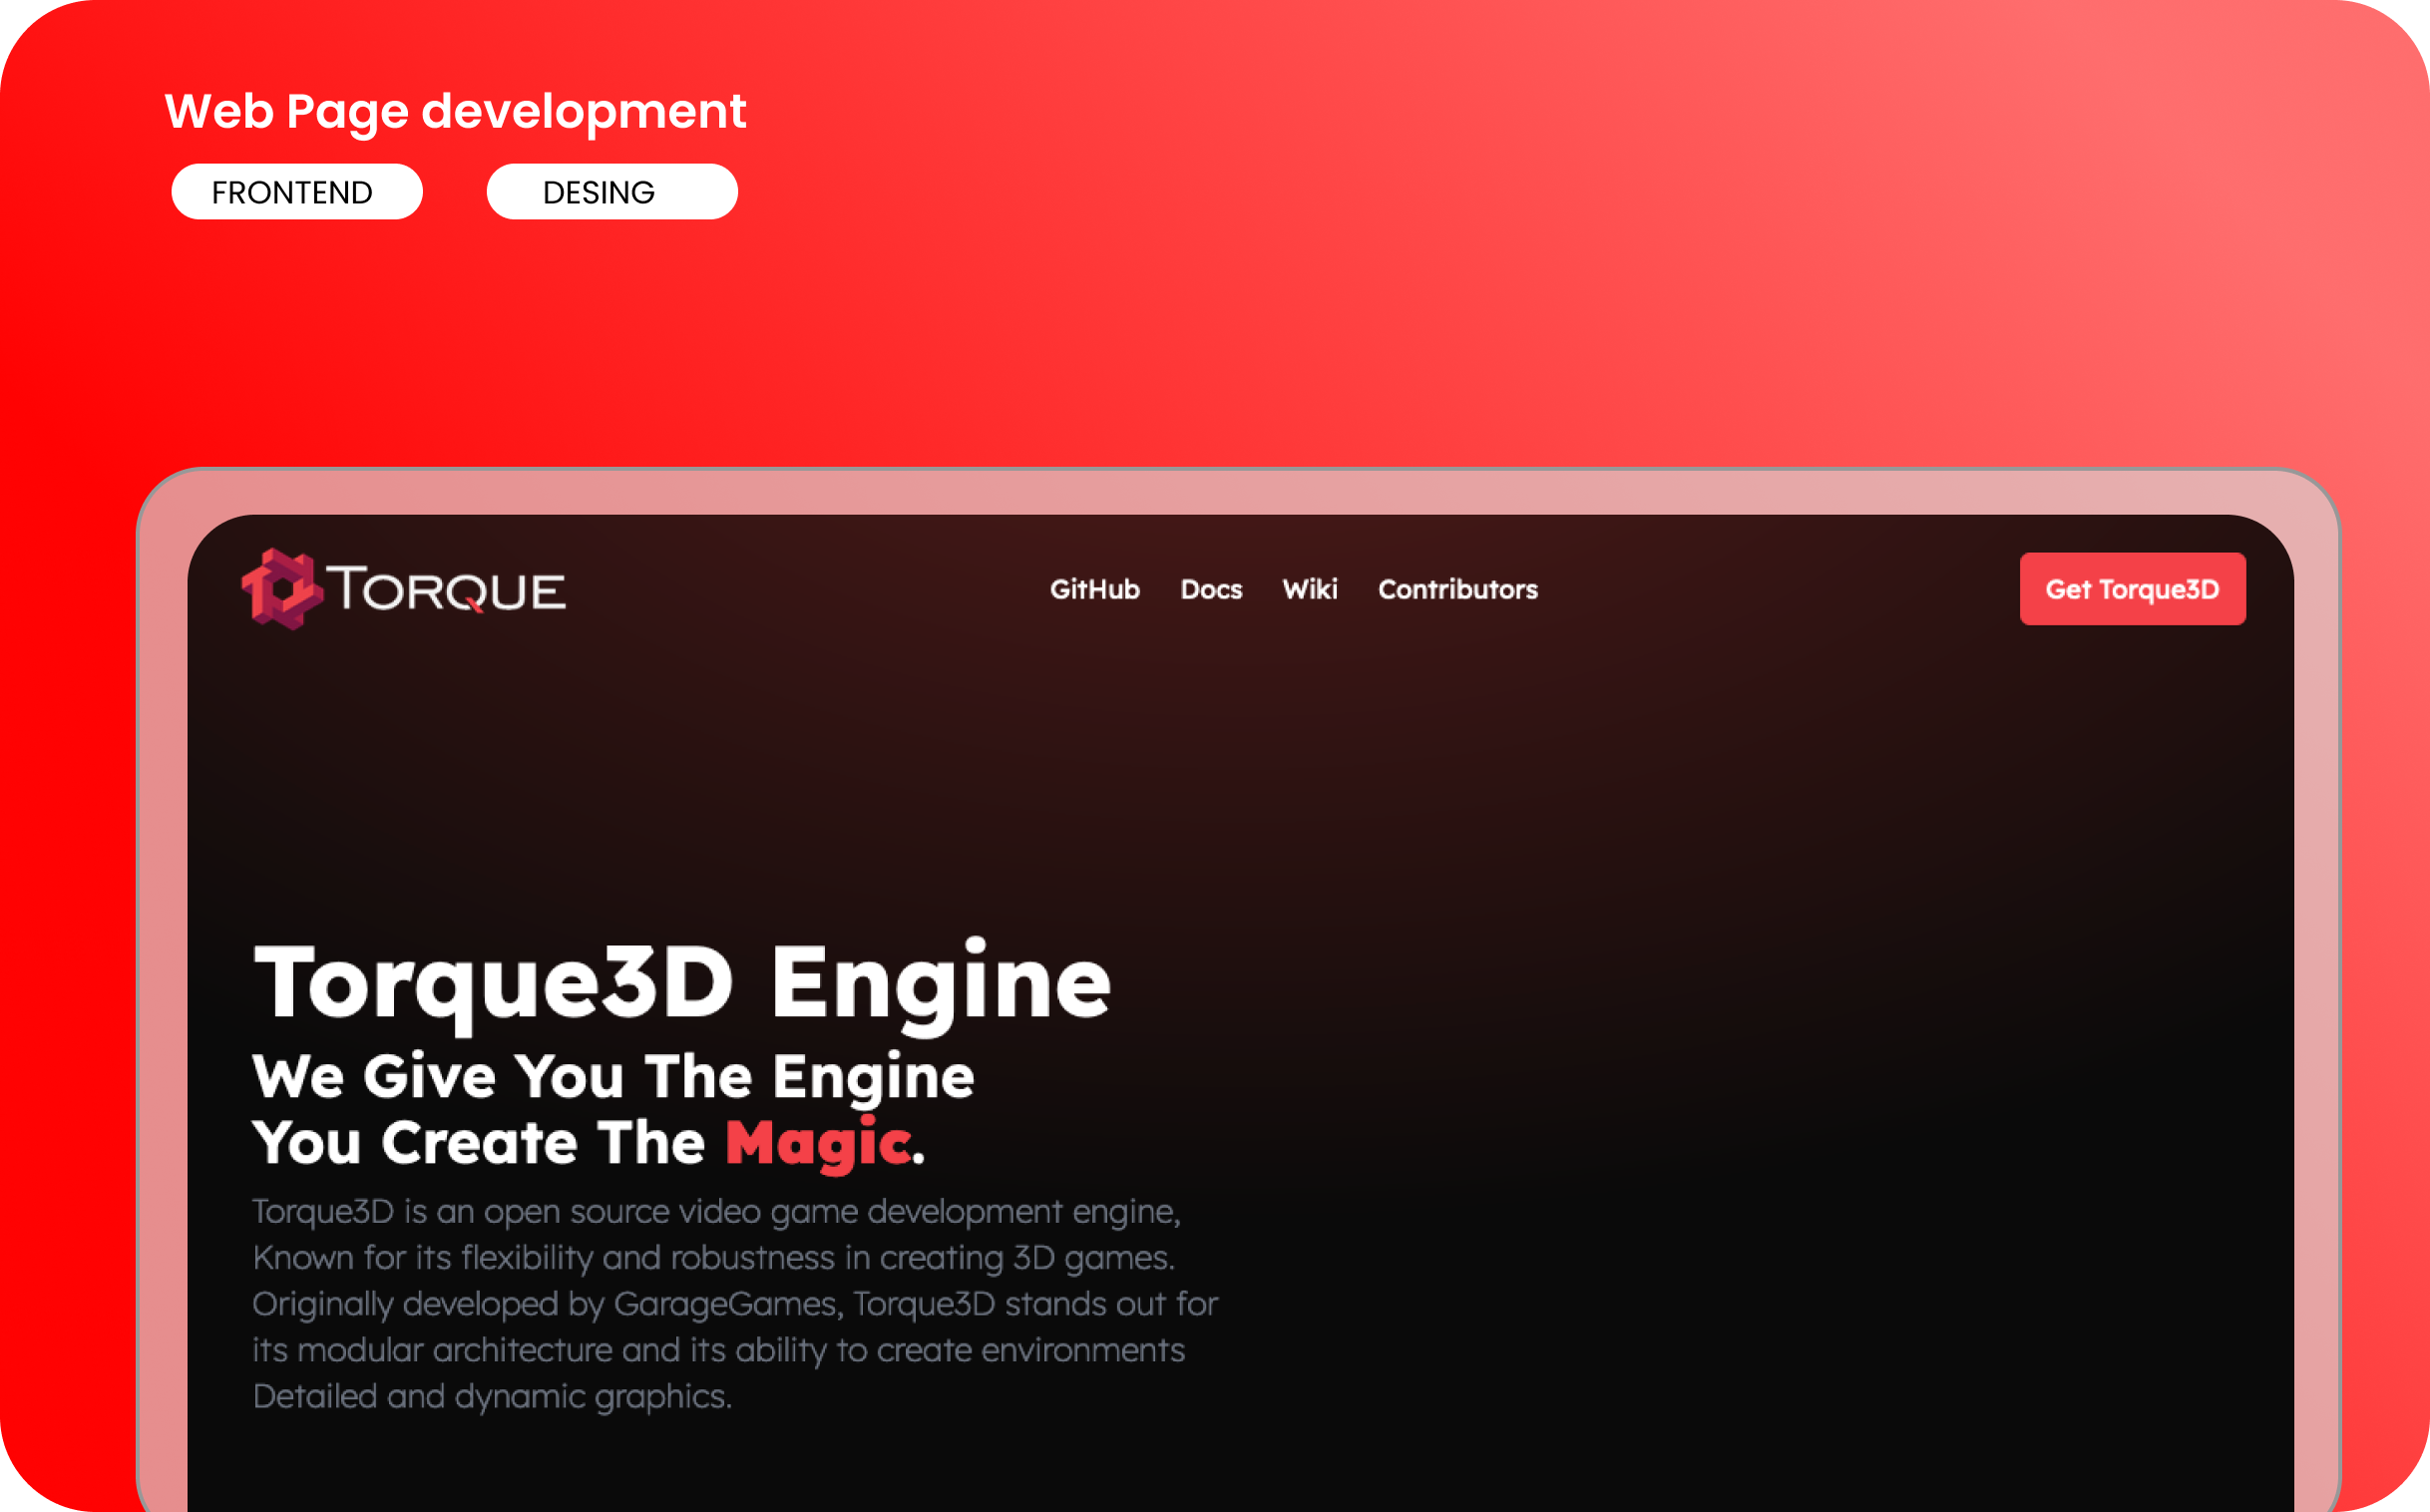 Web Page development
FRONTEND DESING
TORQUE GitHub Docs Wiki Contributors Get Torque3D
Torque3D Engine
We Give You The Engine
You Create The Magic.
Torque3D is an open source video game development engine,
Known for its flexibility and robustness in creating 3D games.
Originally developed by GarageGames, Torque3D stands out for
its modular architecture and its ability to create environments
Detailed and dynamic graphics.